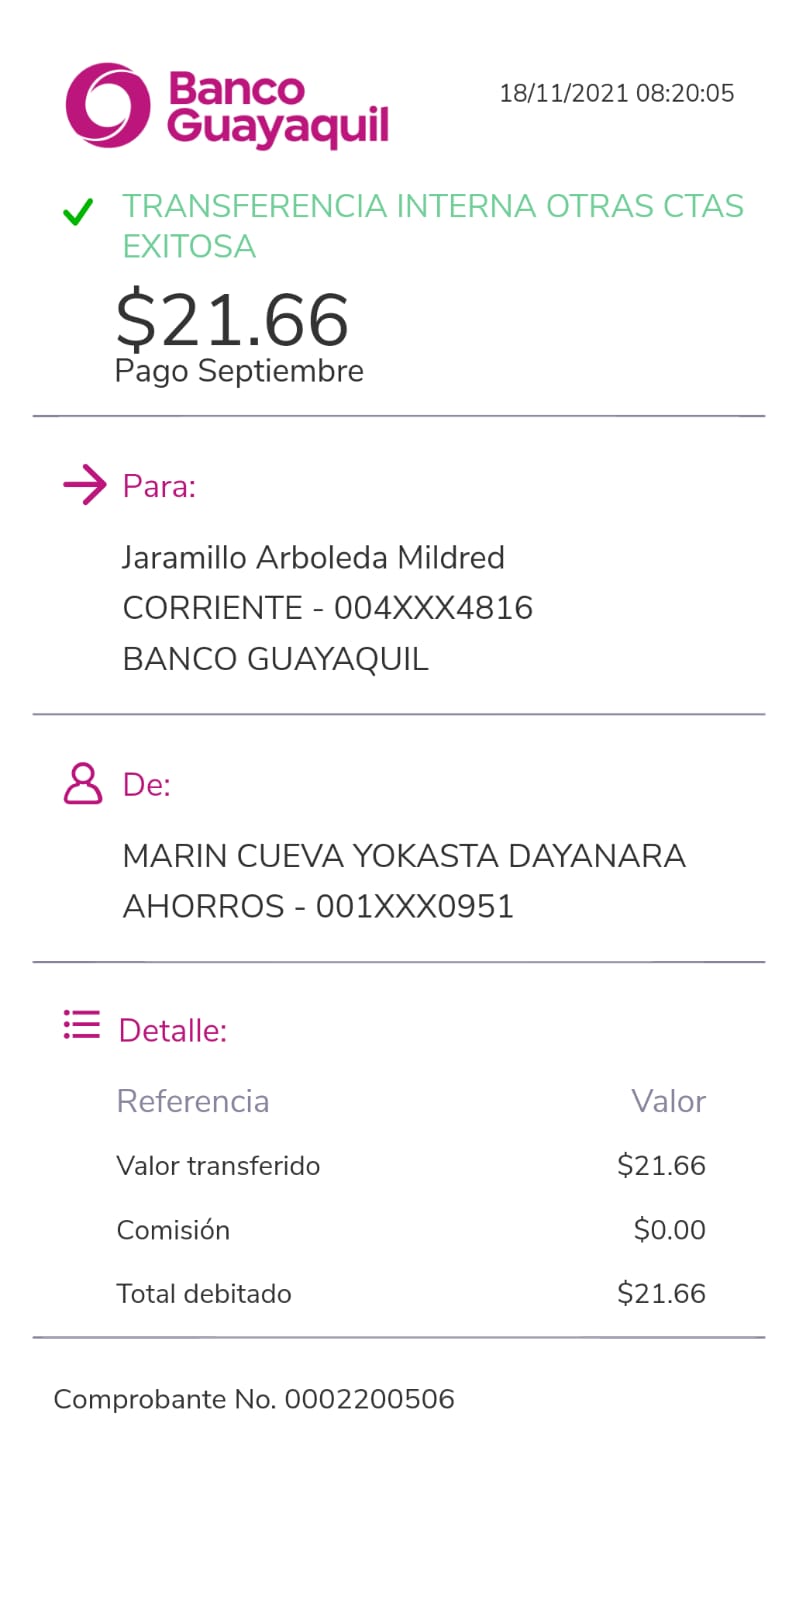 Banco
Guayaquil
18/11/2021 08:20:05
TRANSFERENCIA INTERNA OTRAS CTAS
EXITOSA
$21.66
Pago Septiembre
Para:
Jaramillo Arboleda Mildred
CORRIENTE - 004XXX4816
BANCO GUAYAQUIL
De:
MARIN CUEVA YOKASTA DAYANARA
AHORROS - 001XXX0951
Detalle:
Referencia Valor
Valor transferido $21.66
Comisión $0.00
Total debitado $21.66
Comprobante No. 0002200506